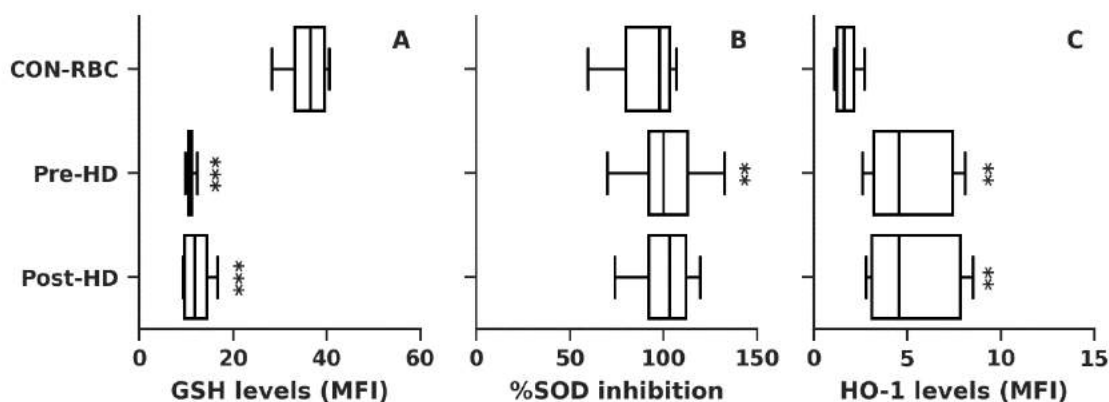 A B C
CON-RBC
Pre-HD *** ** **
Post-HD *** **
0 20 40 60 0 50 100 150 0 5 10 15
GSH levels (MFI) %SOD inhibition HO-1 levels (MFI)